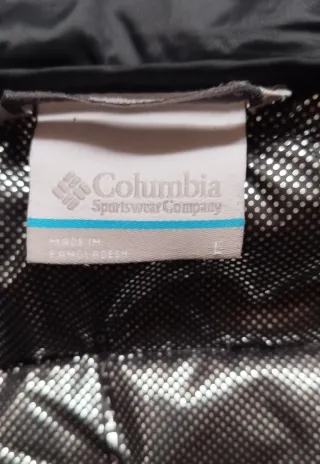 Columbia
Sportswear Company
MADE IN
BANGLADESH
L